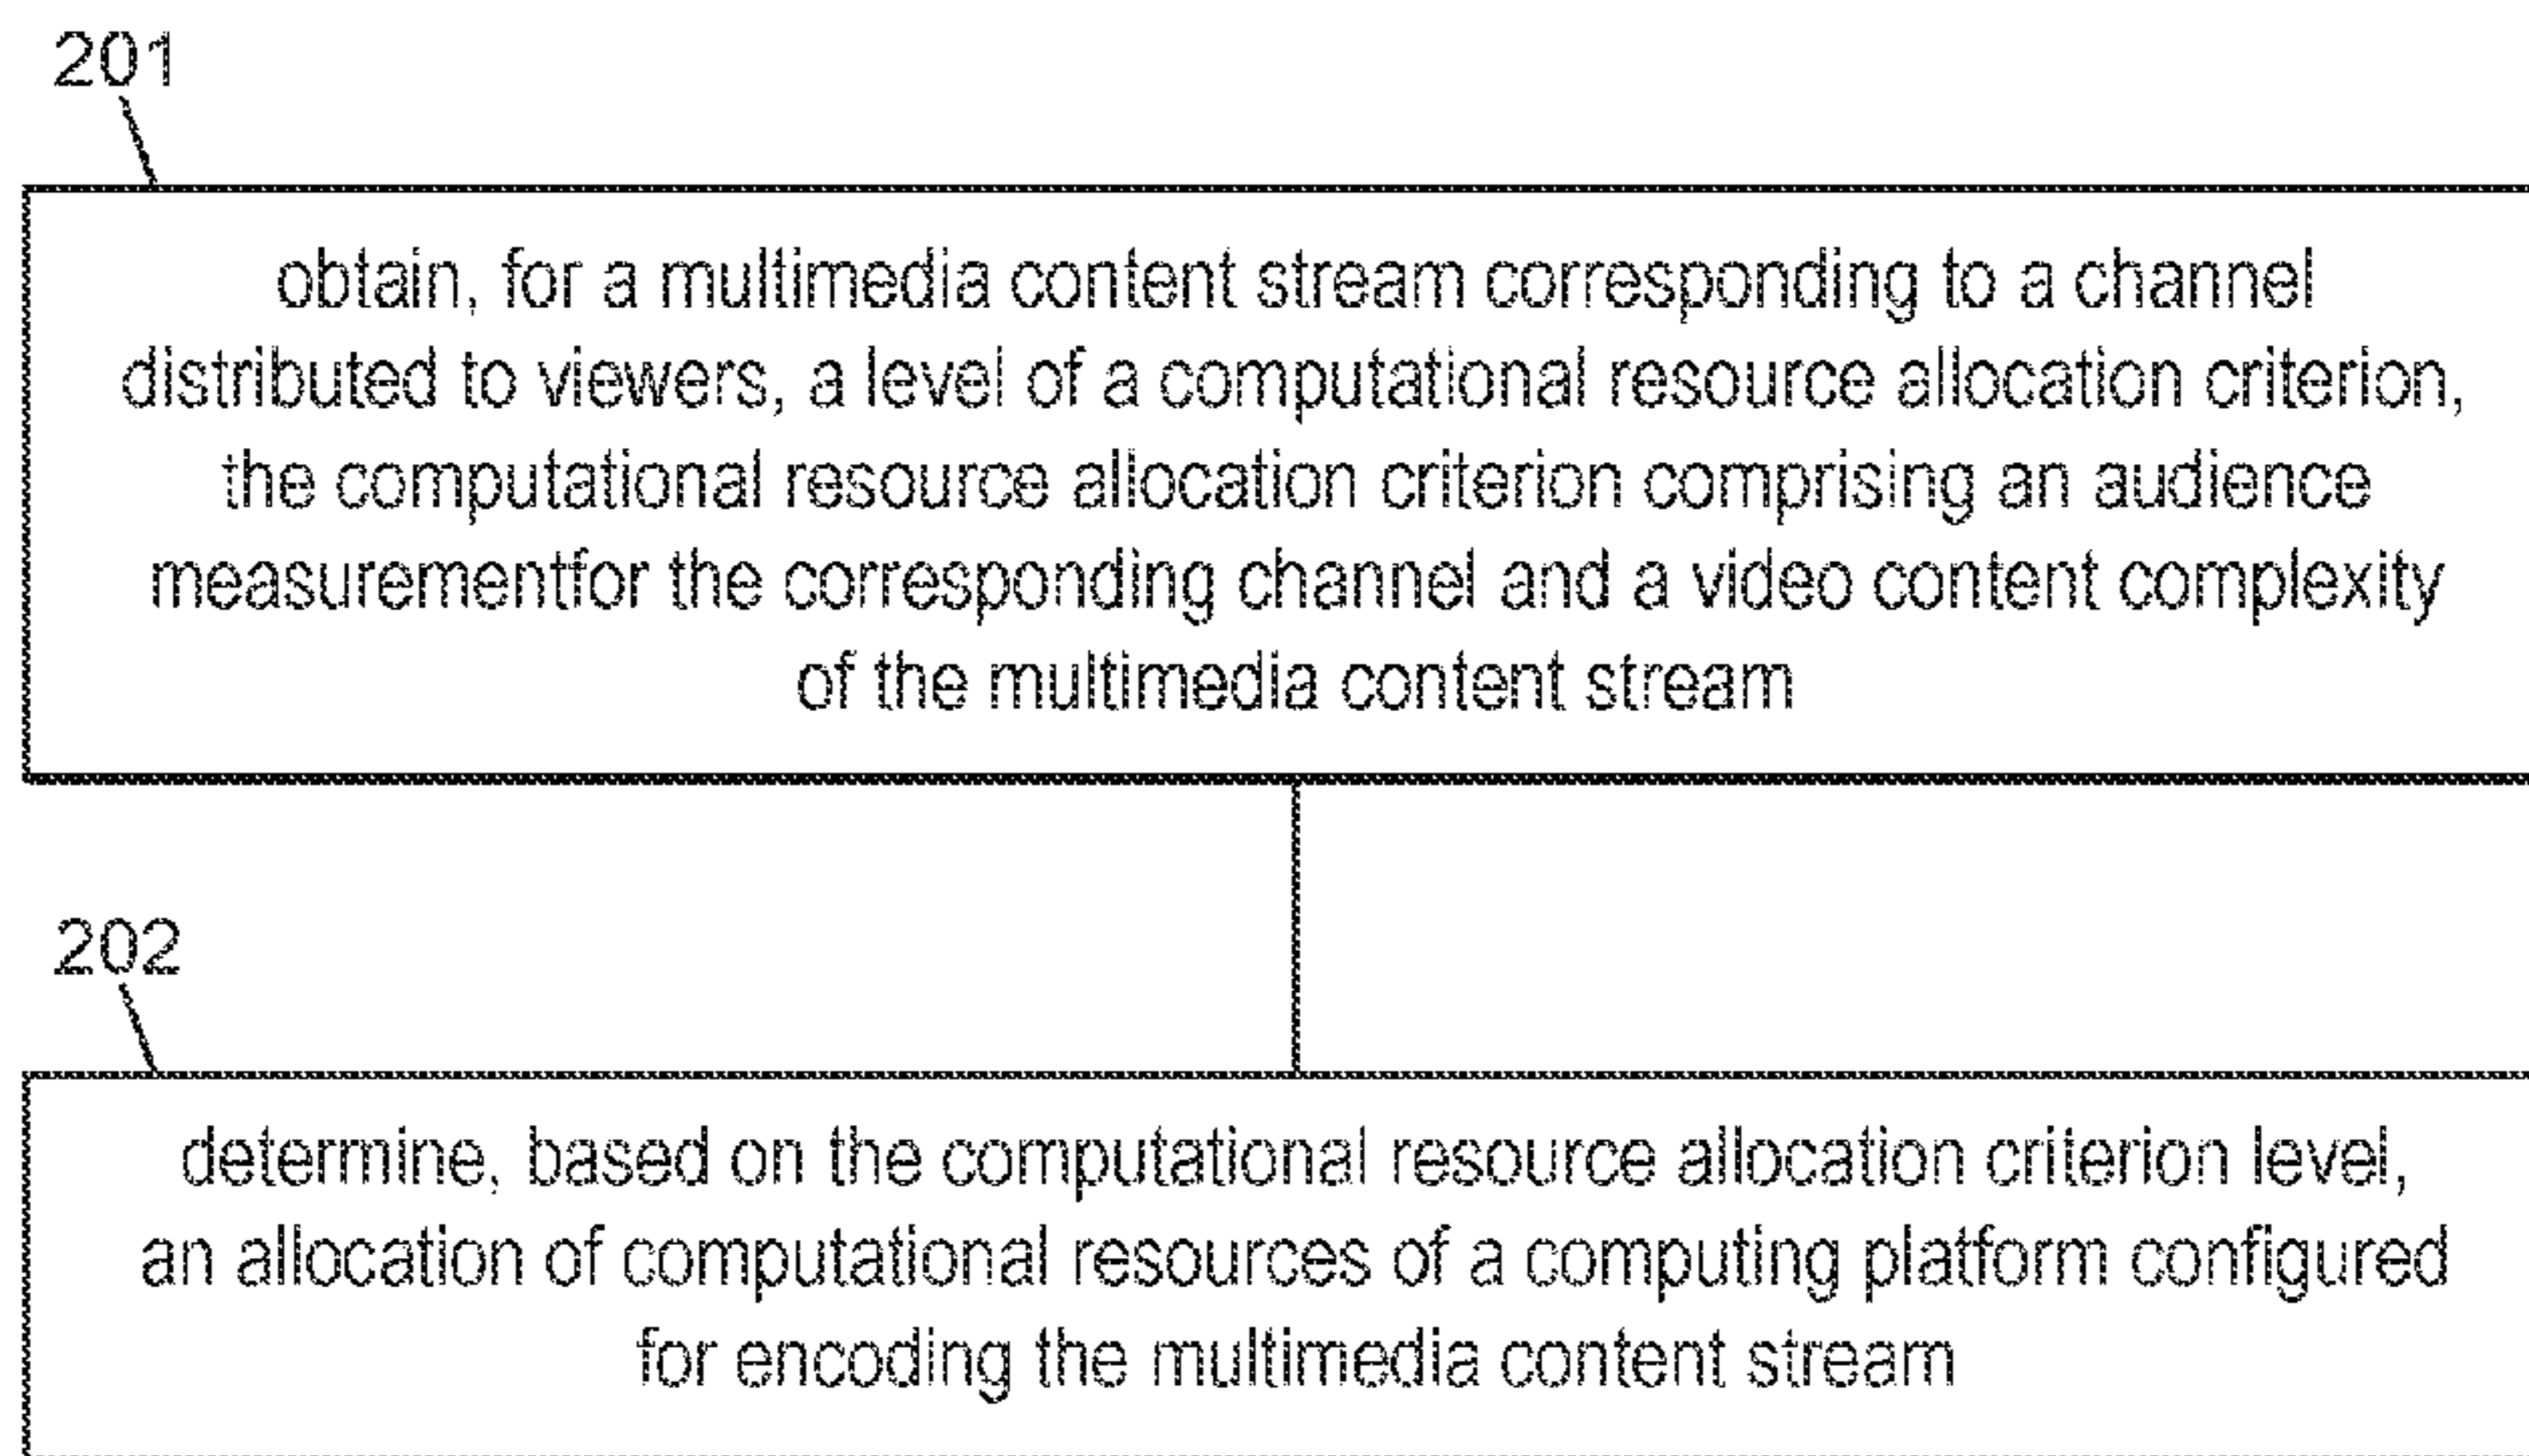 201
obtain, for a multimedia content stream corresponding to a channel
distributed to viewers, a level of a computational resource allocation criterion,
the computational resource allocation criterion comprising an audience
measurementfor the corresponding channel and a video content complexity
of the multimedia content stream
202
determine, based on the computational resource allocation criterion level,
an allocation of computational resources of a computing platform configured
for encoding the multimedia content stream